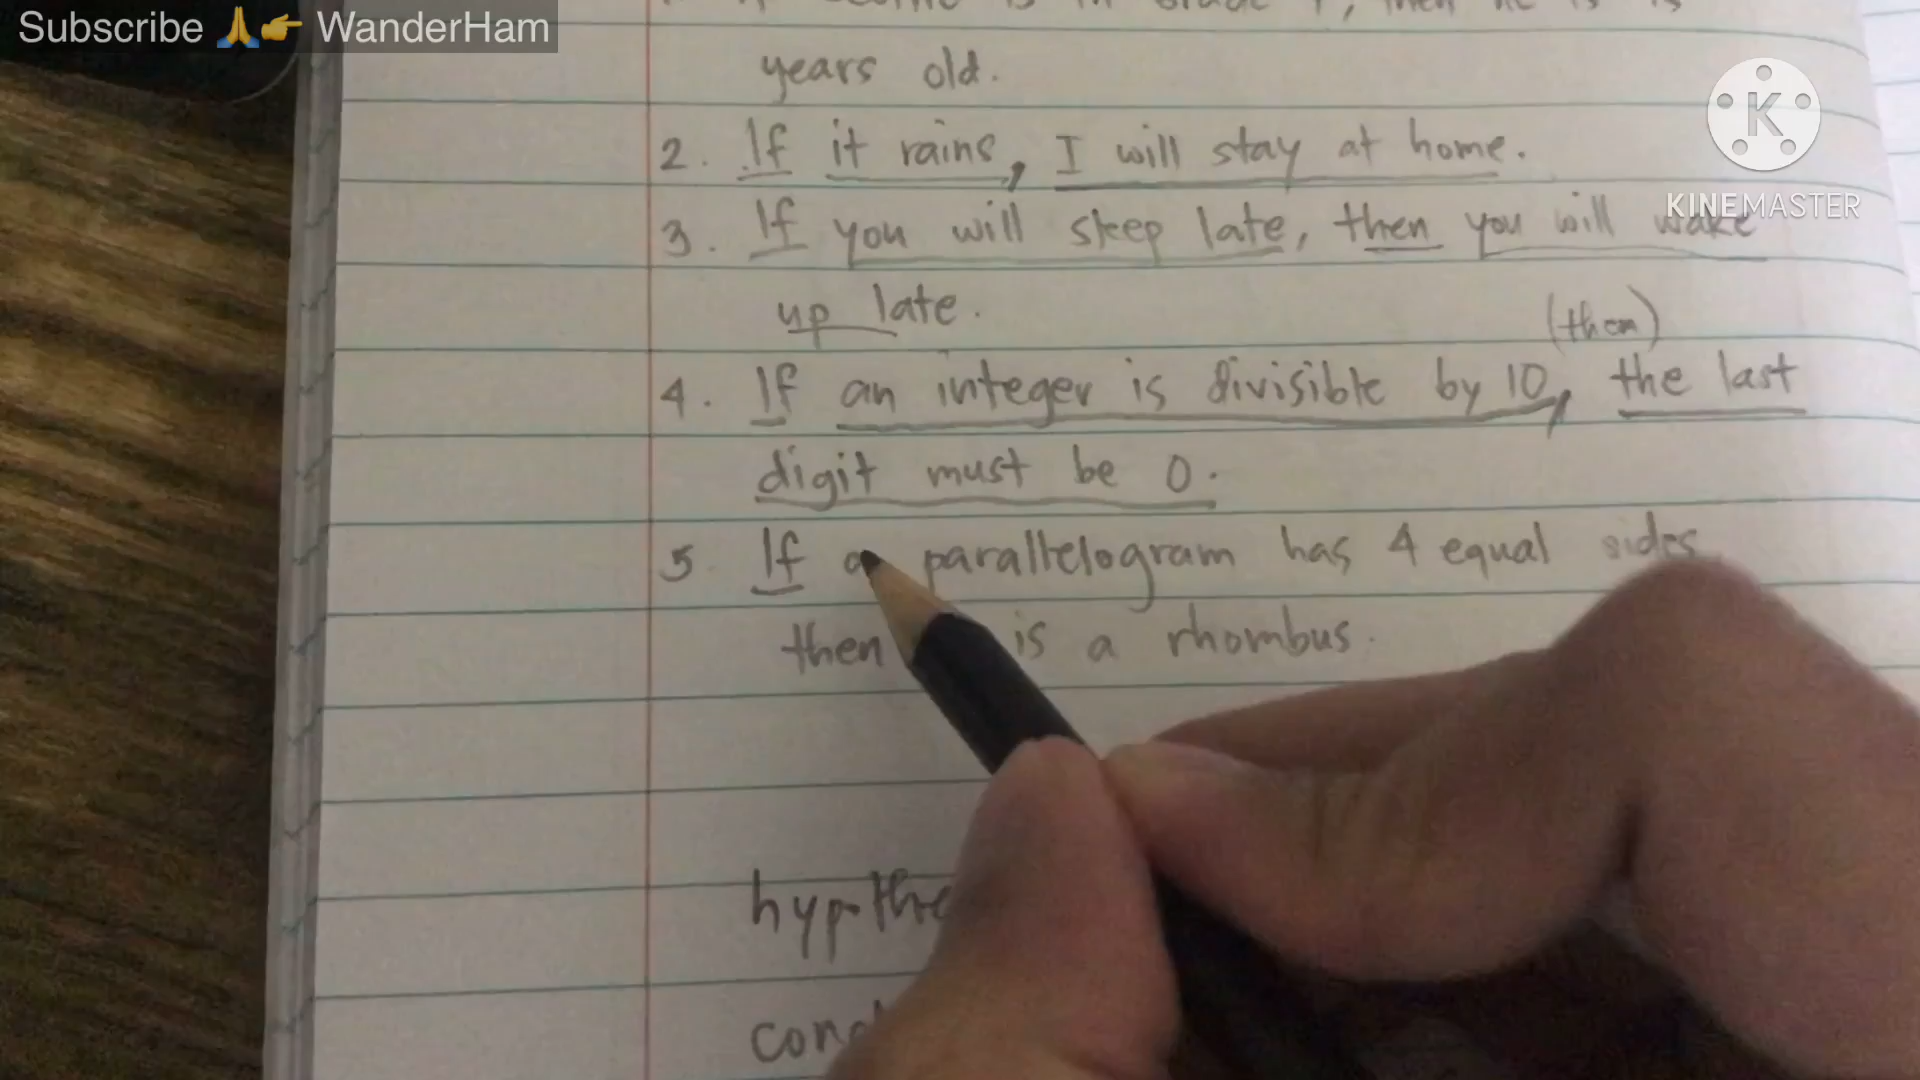 Subscribe 🙏👉 WanderHam
years old.
KINEMASTER
2. If it rains, I will stay at home.
3. If you will sleep late, then you will wake
up late.
(then)
4. If an integer is divisible by 10, the last
digit must be 0.
5. If a parallelogram has 4 equal sides
then is a rhombus.